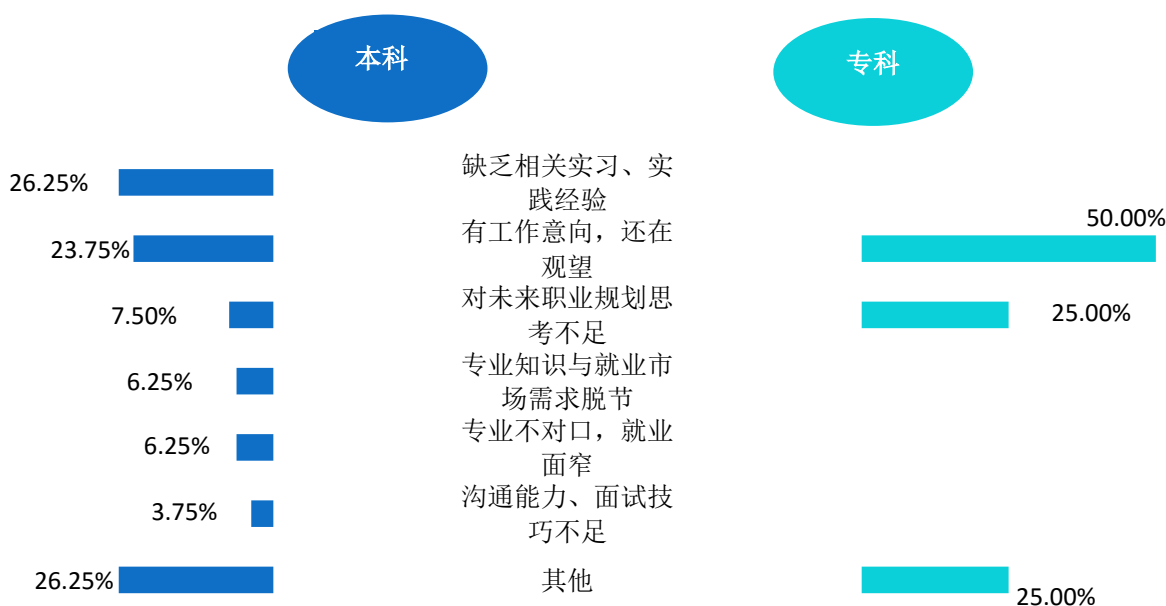 本科
专科
缺乏相关实习、实
践经验
26.25%
有工作意向，还在
观望
23.75%
50.00%
对未来职业规划思
考不足
7.50%
25.00%
专业知识与就业市
场需求脱节
6.25%
专业不对口，就业
面窄
6.25%
沟通能力、面试技
巧不足
3.75%
其他
26.25%
25.00%